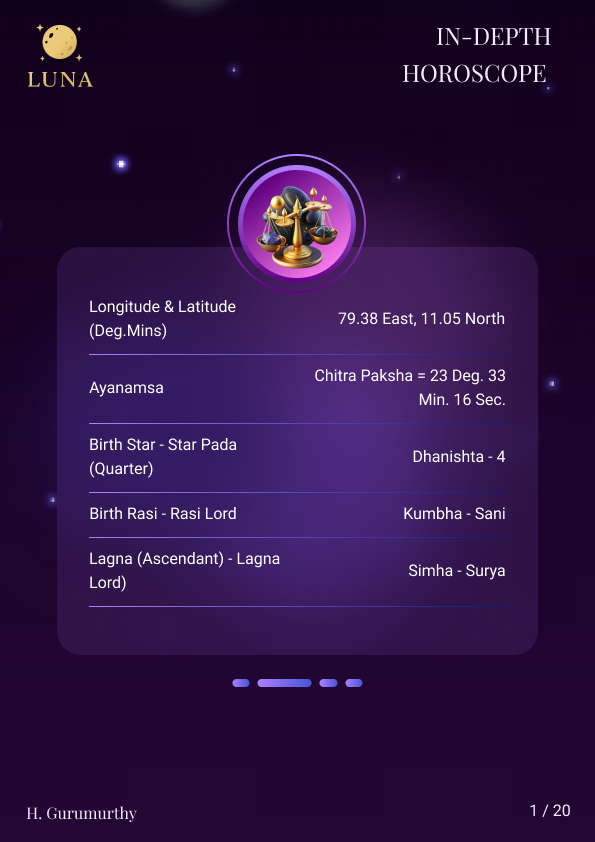 LUNA
IN-DEPTH
HOROSCOPE
Longitude & Latitude
(Deg.Mins)
79.38 East, 11.05 North
Ayanamsa
Chitra Paksha = 23 Deg. 33
Min. 16 Sec.
Birth Star - Star Pada
(Quarter)
Dhanishta - 4
Birth Rasi - Rasi Lord
Kumbha - Sani
Lagna (Ascendant) - Lagna
Lord)
Simha - Surya
H. Gurumurthy
1 / 20